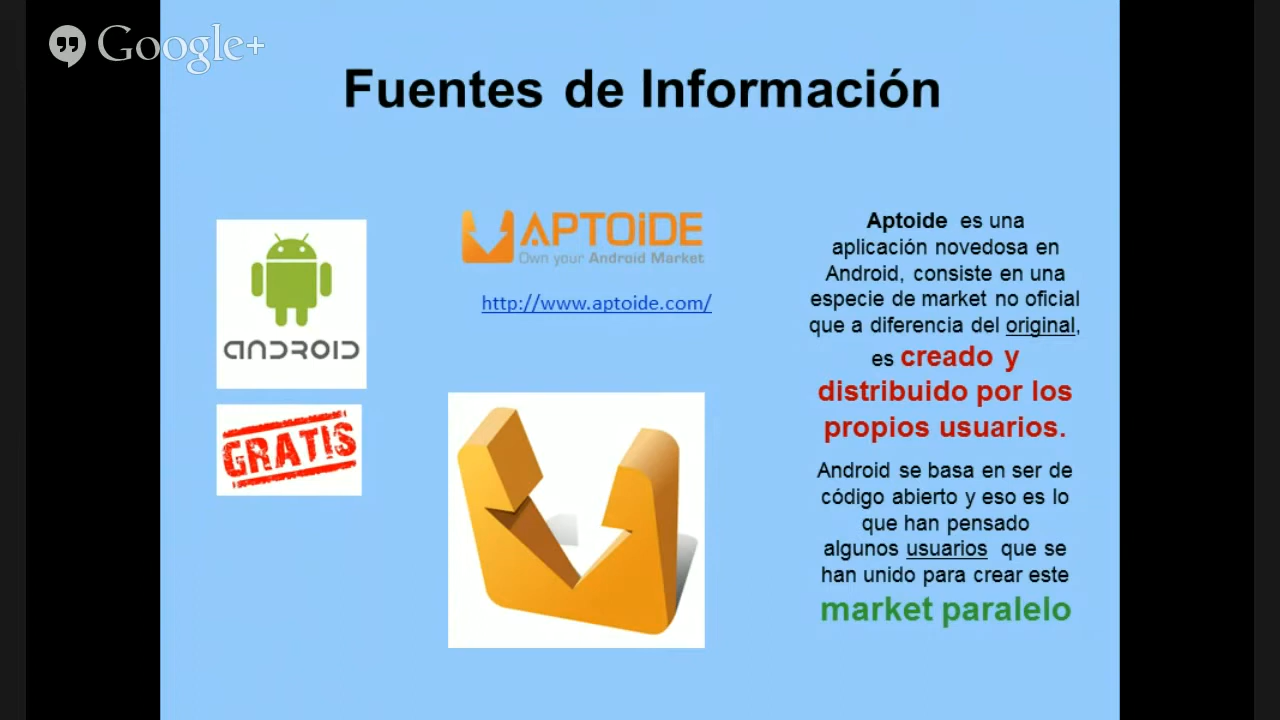 Google+
Fuentes de Información
ANDROID
GRATIS
APTOiDE
Own your Android Market
http://www.aptoide.com/
Aptoide es una
aplicación novedosa en
Android, consiste en una
especie de market no oficial
que a diferencia del original,
es creado y
distribuido por los
propios usuarios.
Android se basa en ser de
código abierto y eso es lo
que han pensado
algunos usuarios que se
han unido para crear este
market paralelo